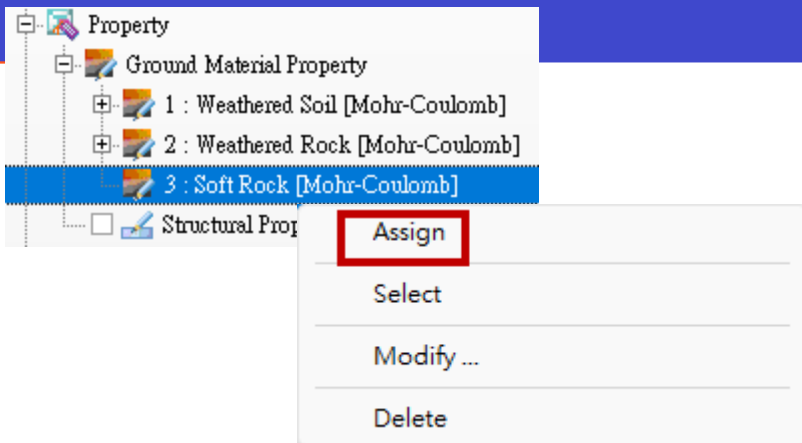 Property
Ground Material Property
1 : Weathered Soil [Mohr-Coulomb]
2 : Weathered Rock [Mohr-Coulomb]
3 : Soft Rock [Mohr-Coulomb]
Structural Prop
Assign
Select
Modify ...
Delete